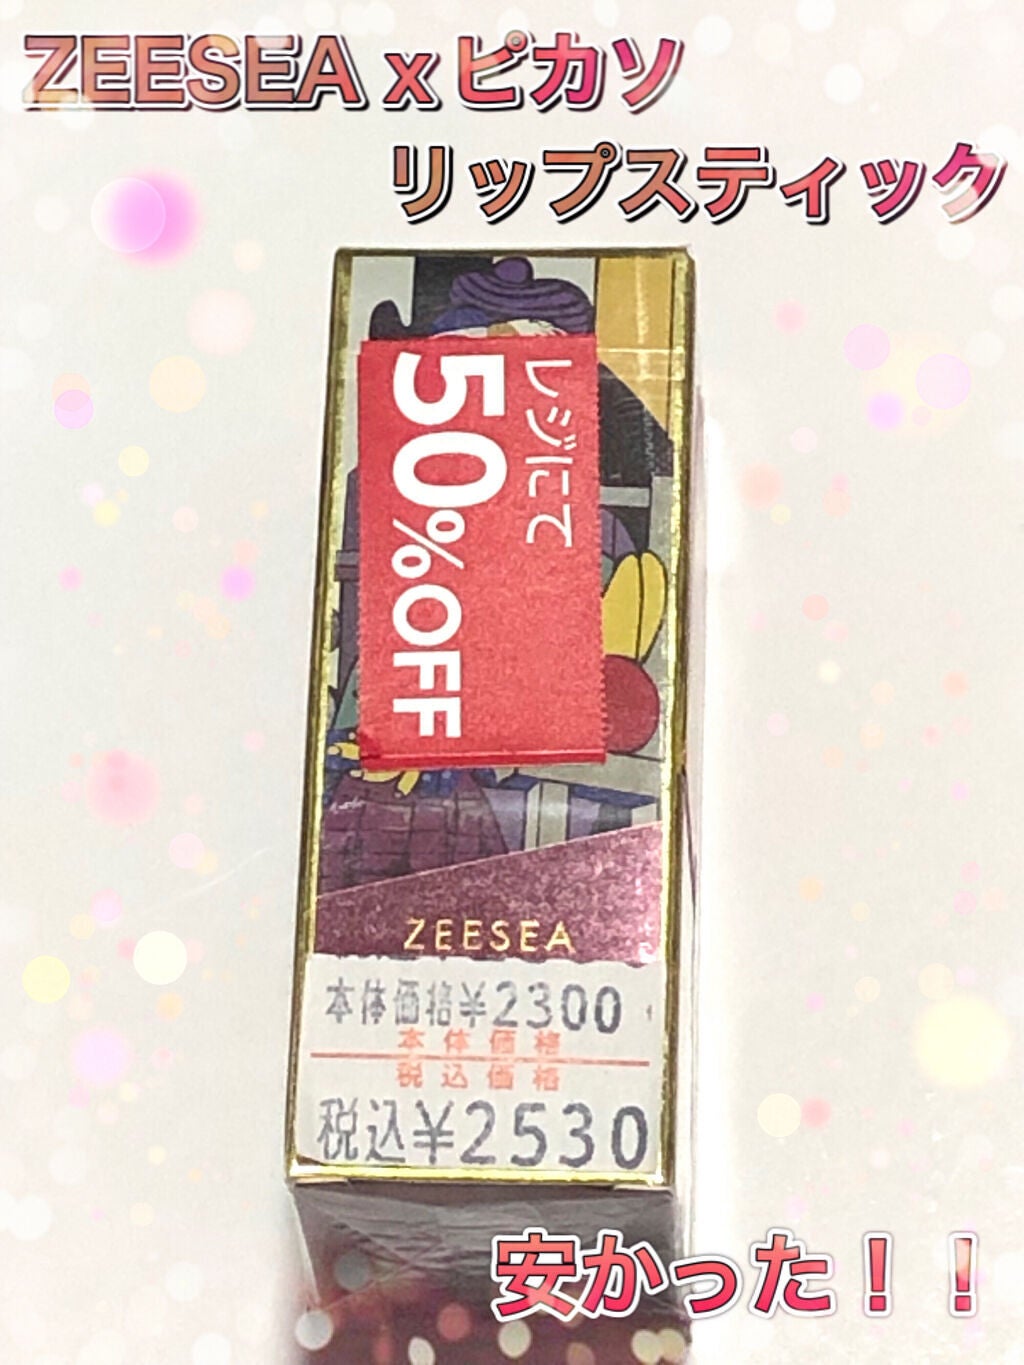 ZEESEA x ピカソ
リップスティック
レジにて
50%OFF
ZEESEA
本体価格¥2300
本体価格
税込価格
税込¥2530
安かった！！